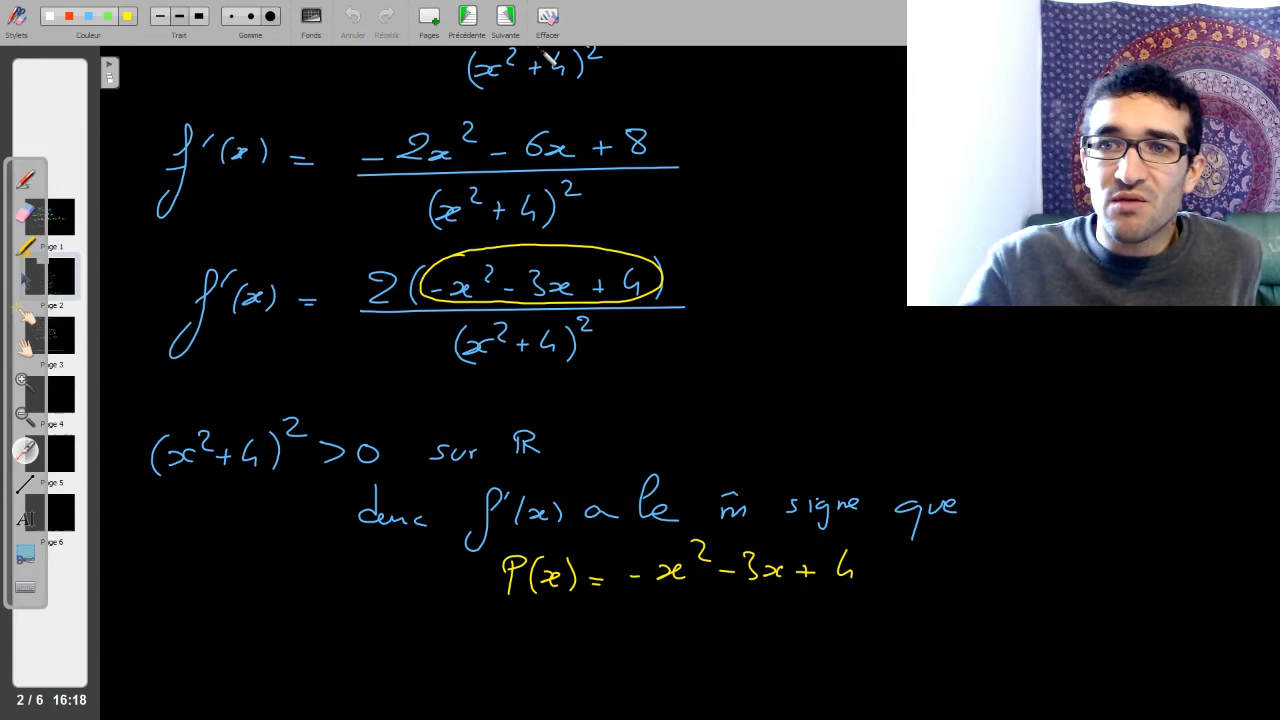 Stylets Couleur Trait Gomme Fonds Annuler Rétablir Pages Précédente Suivante Effacer
(x² + 4)²
f'(x) = -2x² - 6x + 8
(x² + 4)²
f'(x) = 2(-x² - 3x + 4)
(x² + 4)²
(x² + 4)² > 0 sur ℝ
donc f'(x) a le m̂ signe que
P(x) = -x² - 3x + 4
Page 1
Page 2
Page 3
Page 4
Page 5
Page 6
2 / 6 16:18